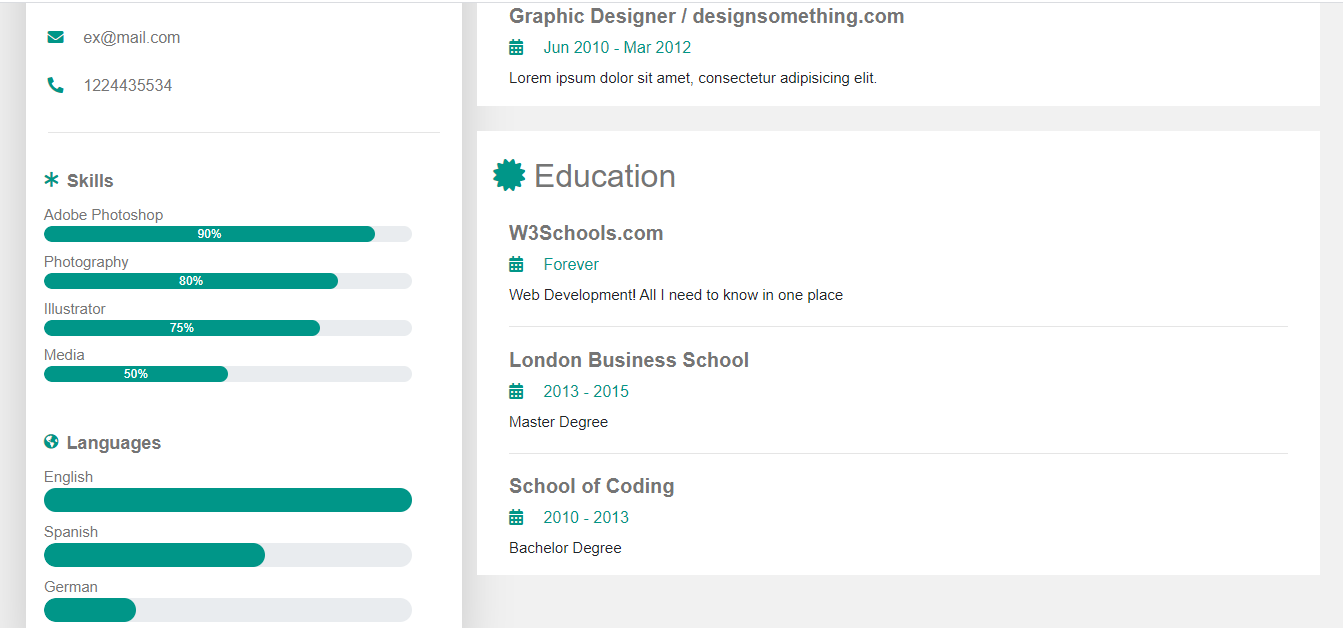 ex@mail.com
1224435534
Skills
Adobe Photoshop
90%
Photography
80%
Illustrator
75%
Media
50%
Languages
English
Spanish
German
Graphic Designer / designsomething.com
Jun 2010 - Mar 2012
Lorem ipsum dolor sit amet, consectetur adipisicing elit.
Education
W3Schools.com
Forever
Web Development! All I need to know in one place
London Business School
2013 - 2015
Master Degree
School of Coding
2010 - 2013
Bachelor Degree